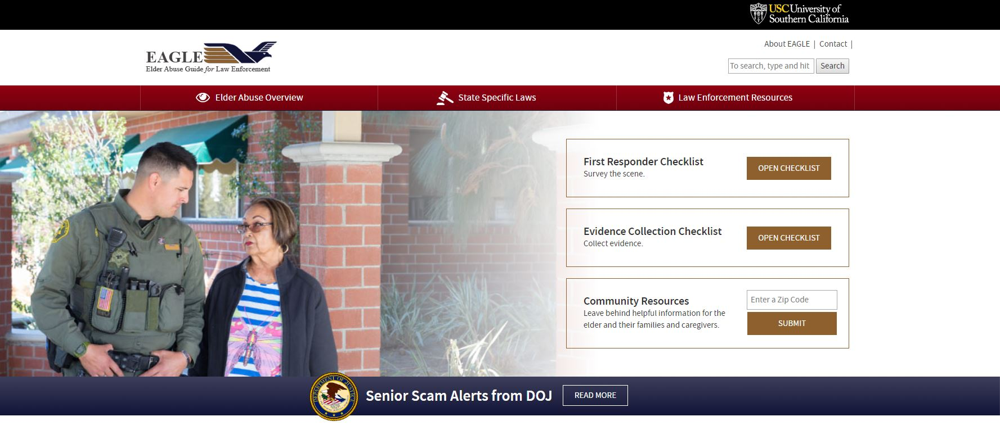 USC University of
Southern California
About EAGLE | Contact |
EAGLE
Elder Abuse Guide for Law Enforcement
To search, type and hit
Search
Elder Abuse Overview
State Specific Laws
Law Enforcement Resources
First Responder Checklist
Survey the scene.
OPEN CHECKLIST
Evidence Collection Checklist
Collect evidence.
OPEN CHECKLIST
Community Resources
Leave behind helpful information for the
elder and their families and caregivers.
Enter a Zip Code
SUBMIT
DEPARTMENT OF JUSTICE
Senior Scam Alerts from DOJ
READ MORE